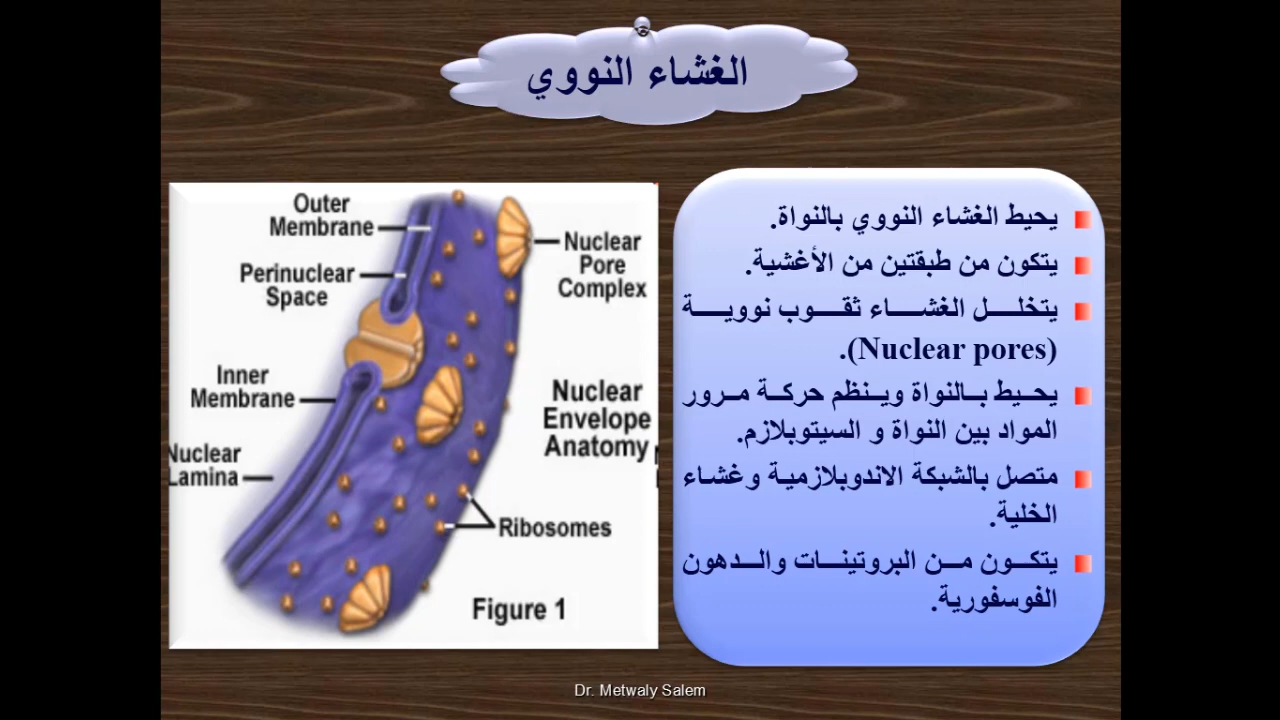 الغشاء النووي
يحيط الغشاء النووي بالنواة.
يتكون من طبقتين من الأغشية.
يتخلل الغشاء ثقوب نووية
(Nuclear pores).
يحيط بالنواة وينظم حركة مرور
المواد بين النواة و السيتوبلازم.
متصل بالشبكة الاندوبلازمية وغشاء
الخلية.
يتكون من البروتينات والدهون
الفوسفورية.
Outer
Membrane
Perinuclear
Space
Inner
Membrane
Nuclear
Lamina
Nuclear
Pore
Complex
Nuclear
Envelope
Anatomy
Ribosomes
Figure 1
Dr. Metwaly Salem